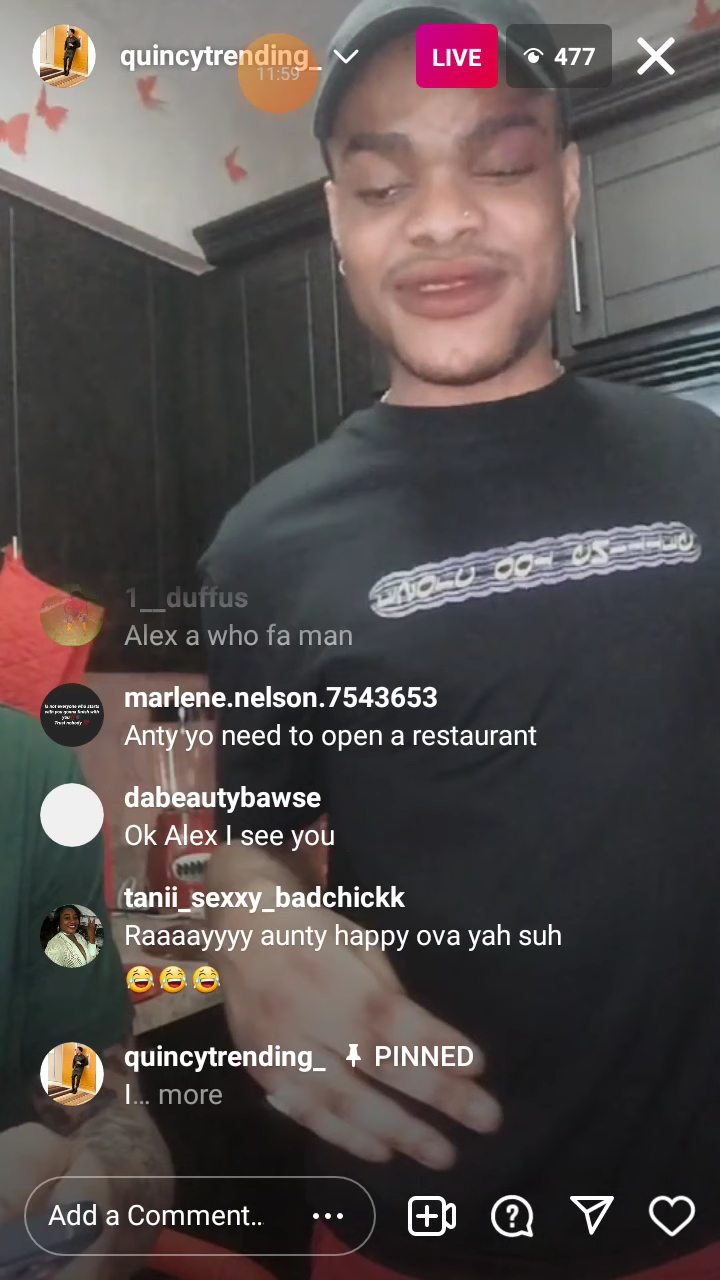 quincytrending_
11:59
LIVE
477
1__duffus
Alex a who fa man
marlene.nelson.7543653
Anty yo need to open a restaurant
dabeautybawse
Ok Alex I see you
tanii_sexxy_badchickk
Raaaayyyy aunty happy ova yah suh
😂😂😂
quincytrending_ PINNED
I... more
Add a Comment..